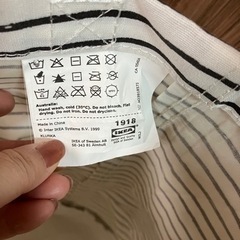 Australia:
Hand wash, cold (30°C). Do not bleach. Flat
drying. Do not iron. Do not dryclean.
Made in China
© Inter IKEA Systems B.V. 1999
1918
IKEA
IKEA of Sweden AB
SE-343 81 Älmhult